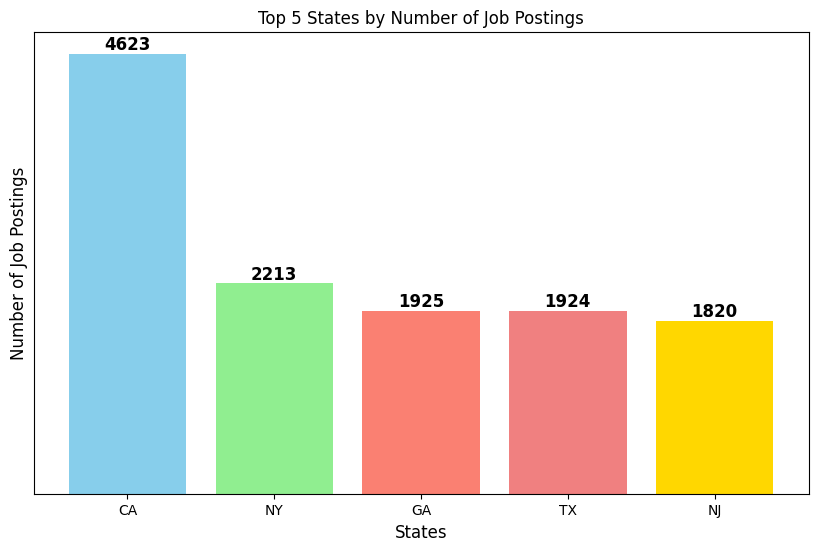 Top 5 States by Number of Job Postings
4623
2213
1925
1924
1820
Number of Job Postings
CA
NY
GA
TX
NJ
States